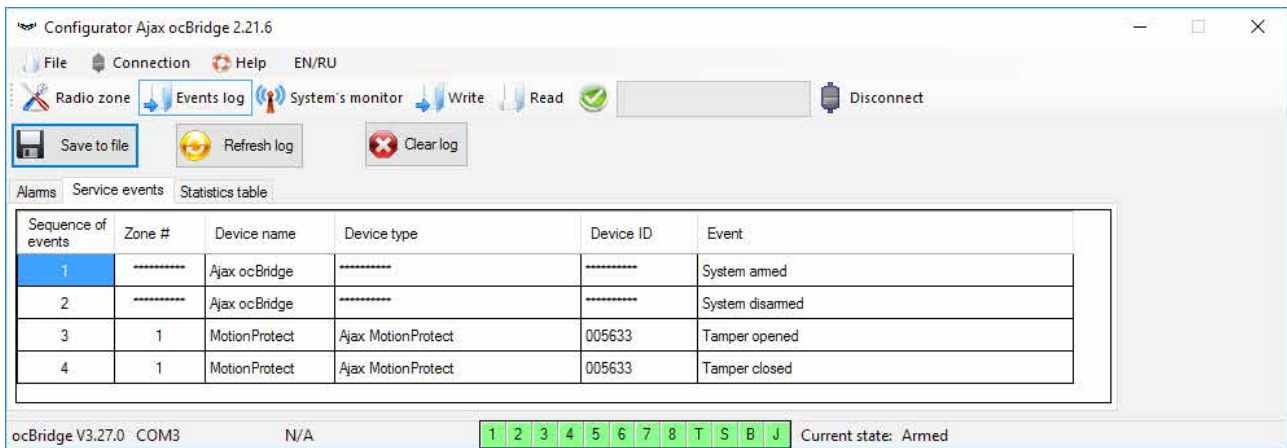 Configurator Ajax ocBridge 2.21.6
File Connection Help EN/RU
Radio zone Events log System's monitor Write Read Disconnect
Save to file Refresh log Clear log
Alarms Service events Statistics table
Sequence of events Zone # Device name Device type Device ID Event
1 ********** Ajax ocBridge ********** ********** System armed
2 ********** Ajax ocBridge ********** ********** System disarmed
3 1 MotionProtect Ajax MotionProtect 005633 Tamper opened
4 1 MotionProtect Ajax MotionProtect 005633 Tamper closed
ocBridge V3.27.0 COM3 N/A 1 2 3 4 5 6 7 8 T S B J Current state: Armed